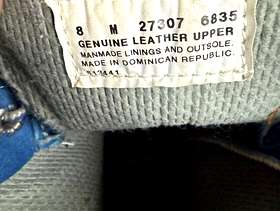 8 M 27307 6835
GENUINE LEATHER UPPER
MANMADE LININGS AND OUTSOLE.
MADE IN DOMINICAN REPUBLIC.